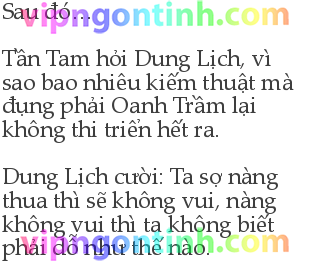 Sau đó...
vipngontinh.com
Tần Tam hỏi Dung Lịch, vì
sao bao nhiêu kiếm thuật mà
đụng phải Oanh Trầm lại
không thi triển hết ra.
Dung Lịch cười: Ta sợ nàng
thua thì sẽ không vui, nàng
không vui thì ta không biết
phải dỗ như thế nào.
vipngontinh.com